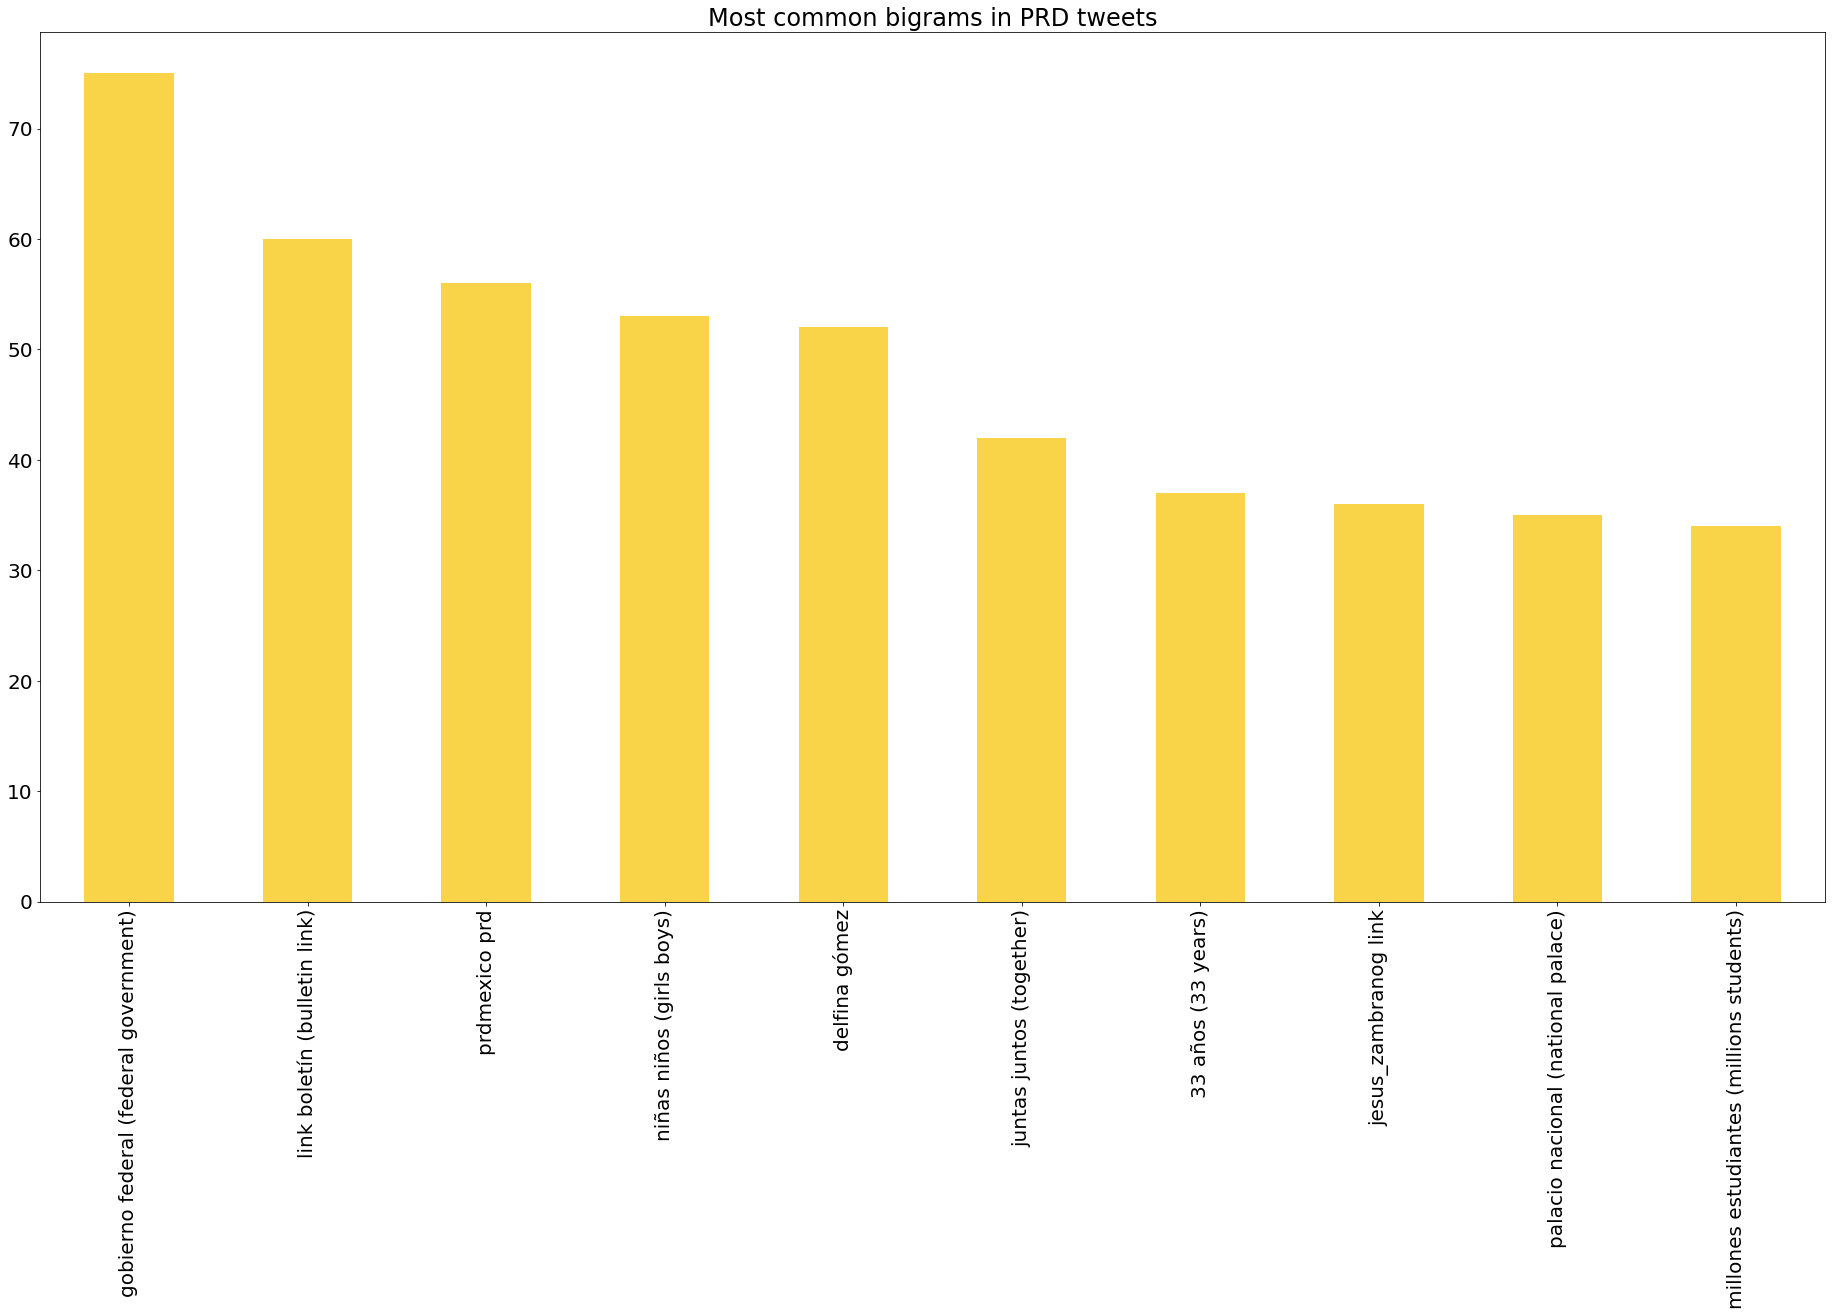 Most common bigrams in PRD tweets
70
60
50
40
30
20
10
0
gobierno federal (federal government)
link boletín (bulletin link)
prdmexico prd
niñas niños (girls boys)
delfina gómez
juntas juntos (together)
33 años (33 years)
jesus_zambranog link
palacio nacional (national palace)
millones estudiantes (millions students)